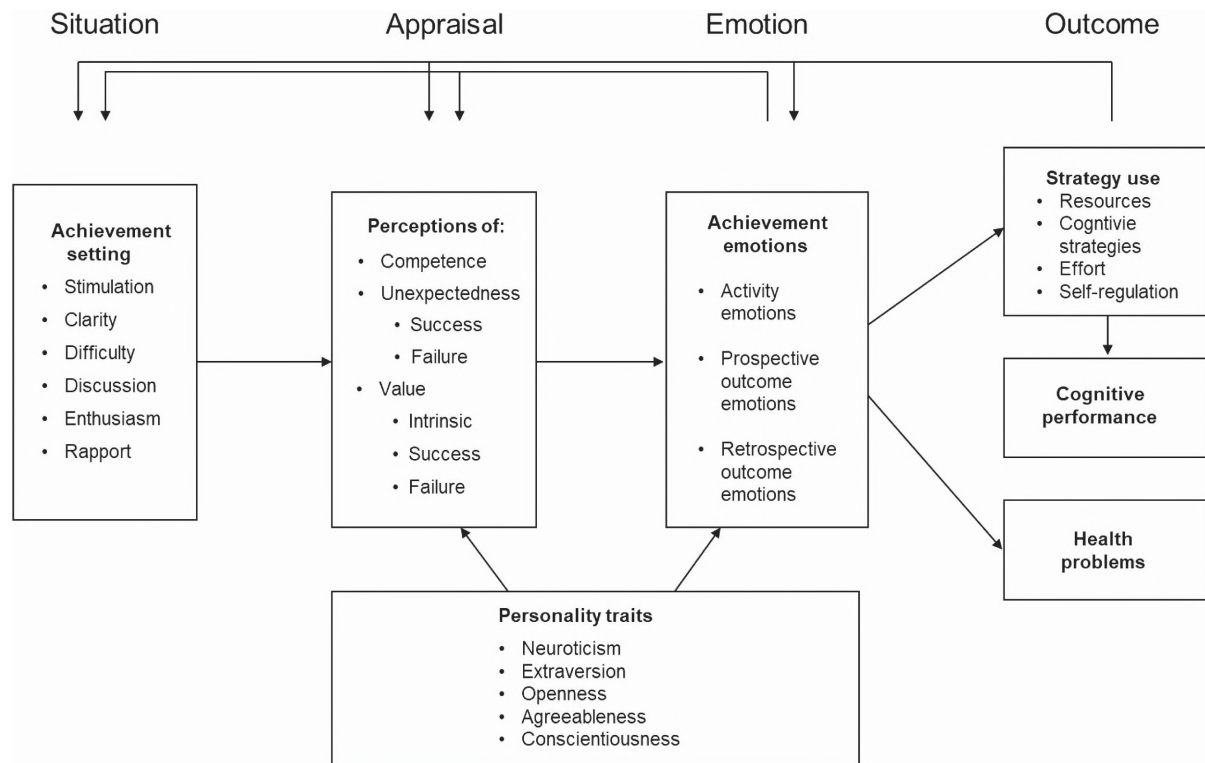 Situation
Appraisal
Emotion
Outcome
Achievement
setting
• Stimulation
• Clarity
• Difficulty
• Discussion
• Enthusiasm
• Rapport
Perceptions of:
• Competence
• Unexpectedness
• Success
• Failure
• Value
• Intrinsic
• Success
• Failure
Achievement
emotions
• Activity
emotions
• Prospective
outcome
emotions
• Retrospective
outcome
emotions
Strategy use
• Resources
• Cogntivie
strategies
• Effort
• Self-regulation
Cognitive
performance
Health
problems
Personality traits
• Neuroticism
• Extraversion
• Openness
• Agreeableness
• Conscientiousness